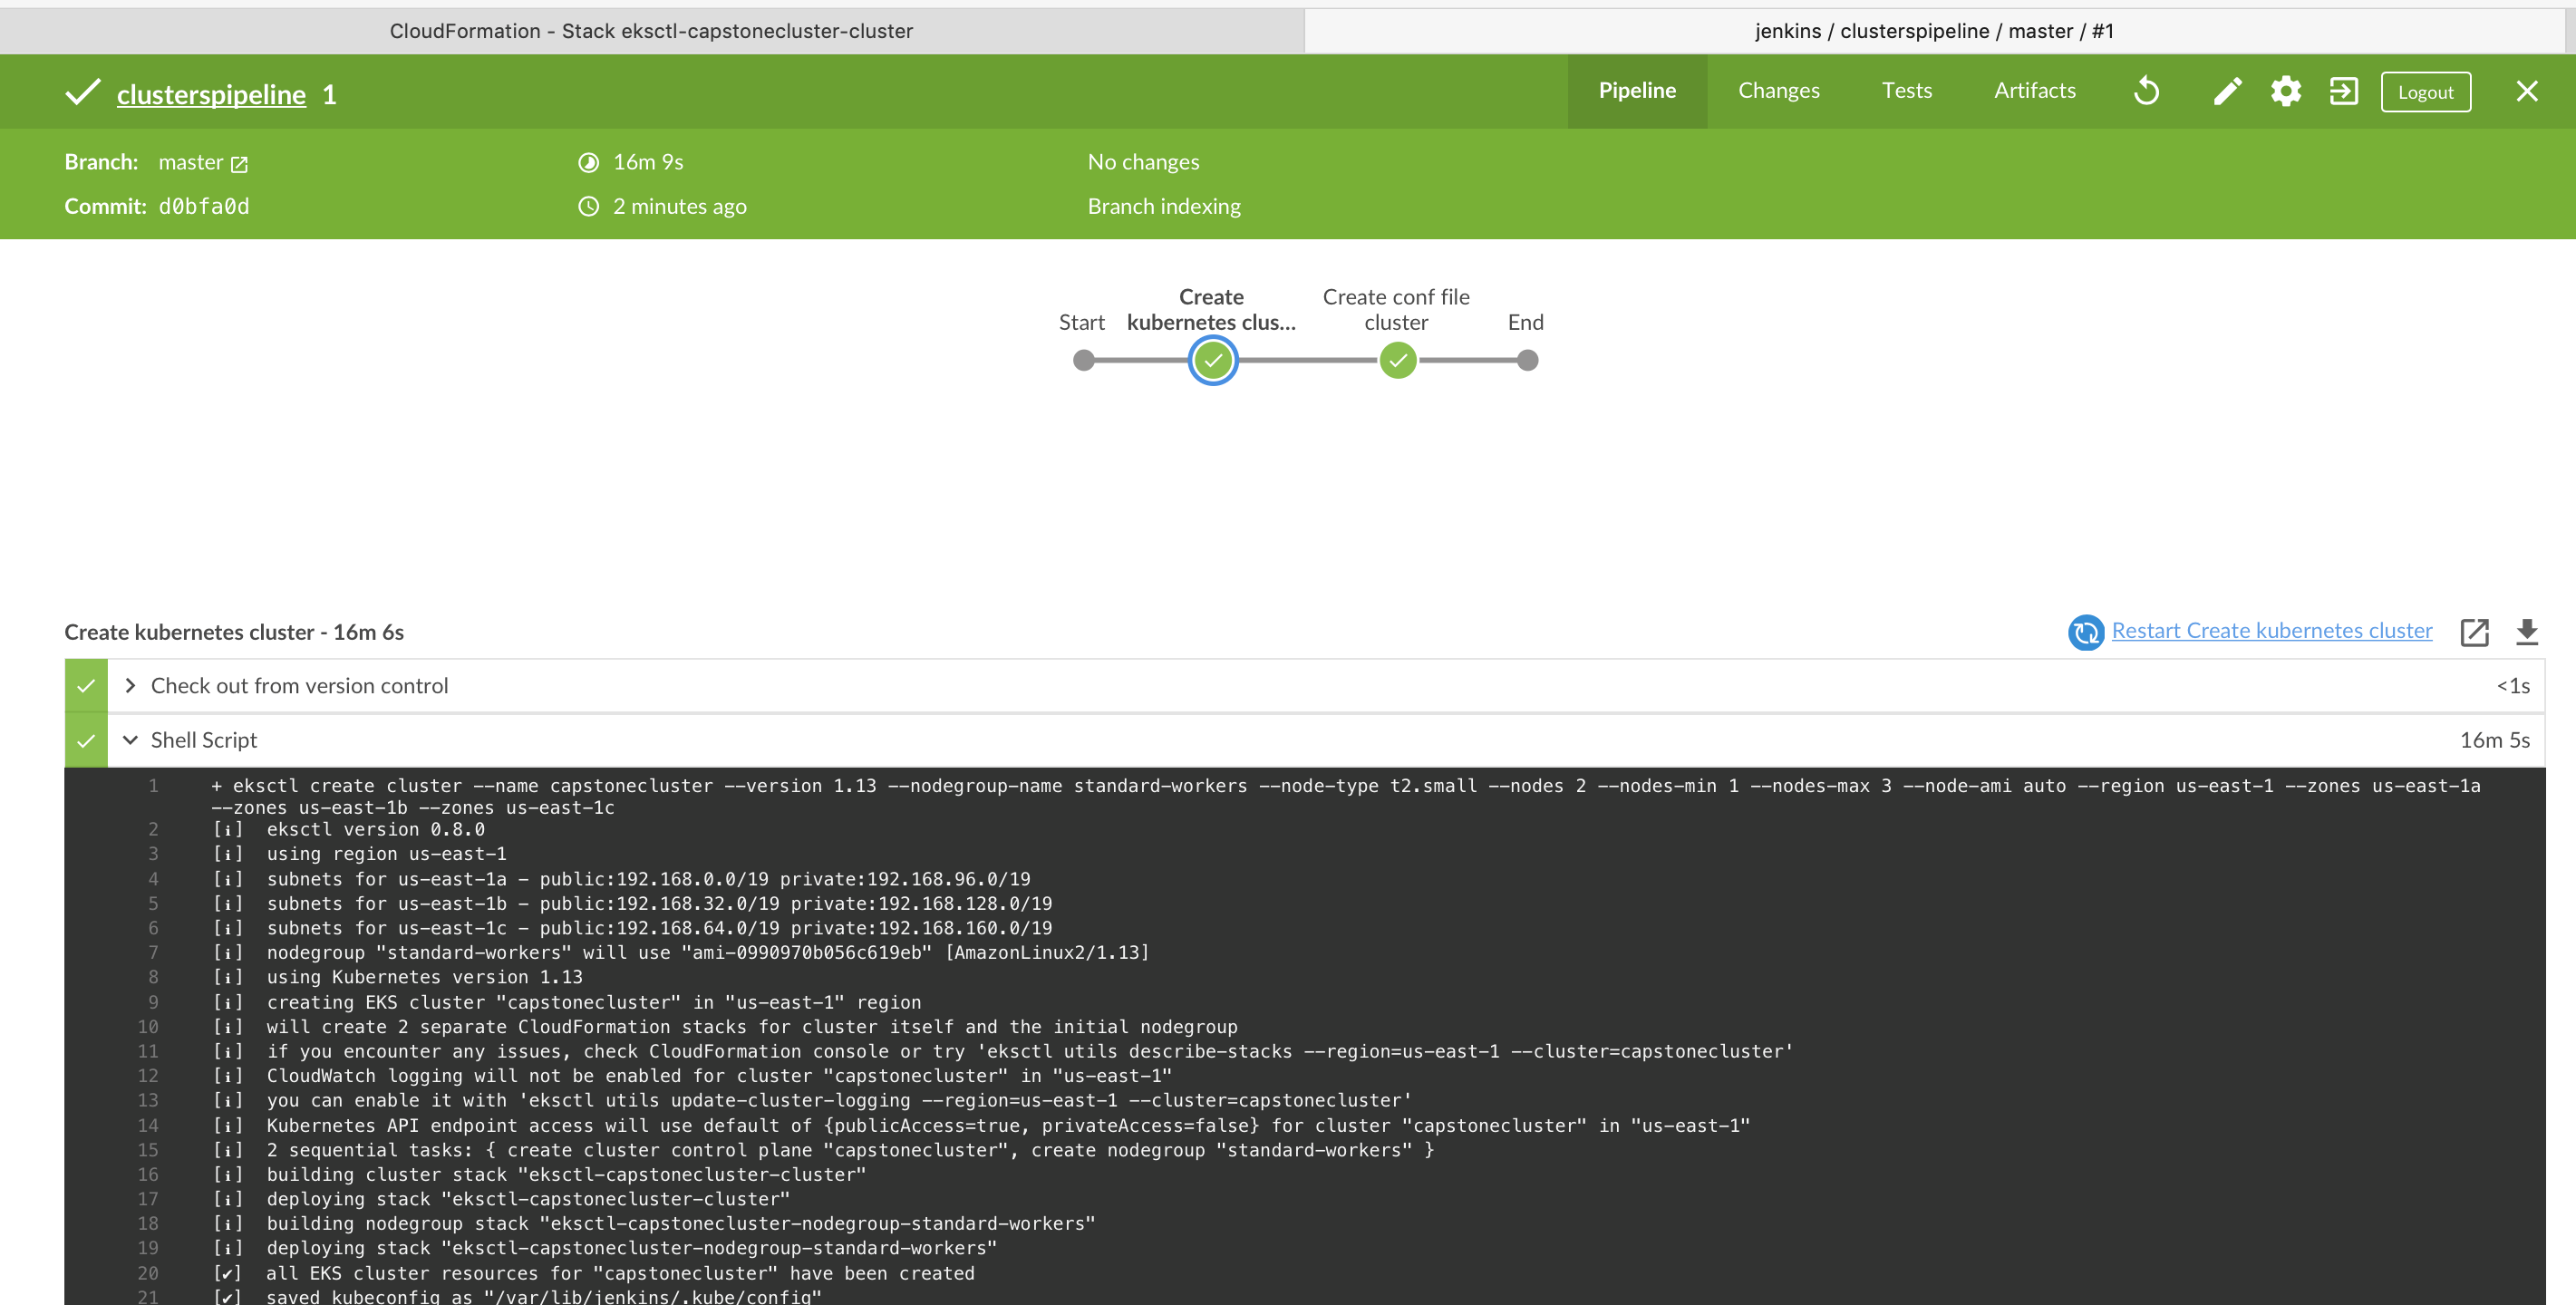 CloudFormation - Stack eksctl-capstonecluster-cluster
jenkins / clusterspipeline / master / #1
clusterspipeline 1
Pipeline Changes Tests Artifacts Logout
Branch: master 16m 9s No changes
Commit: d0bfa0d 2 minutes ago Branch indexing
Start
Create
kubernetes clus...
Create conf file
cluster
End
Create kubernetes cluster - 16m 6s
Restart Create kubernetes cluster
Check out from version control <1s
Shell Script 16m 5s
1 + eksctl create cluster --name capstonecluster --version 1.13 --nodegroup-name standard-workers --node-type t2.small --nodes 2 --nodes-min 1 --nodes-max 3 --node-ami auto --region us-east-1 --zones us-east-1a
--zones us-east-1b --zones us-east-1c
2 [ℹ] eksctl version 0.8.0
3 [ℹ] using region us-east-1
4 [ℹ] subnets for us-east-1a - public:192.168.0.0/19 private:192.168.96.0/19
5 [ℹ] subnets for us-east-1b - public:192.168.32.0/19 private:192.168.128.0/19
6 [ℹ] subnets for us-east-1c - public:192.168.64.0/19 private:192.168.160.0/19
7 [ℹ] nodegroup "standard-workers" will use "ami-0990970b056c619eb" [AmazonLinux2/1.13]
8 [ℹ] using Kubernetes version 1.13
9 [ℹ] creating EKS cluster "capstonecluster" in "us-east-1" region
10 [ℹ] will create 2 separate CloudFormation stacks for cluster itself and the initial nodegroup
11 [ℹ] if you encounter any issues, check CloudFormation console or try 'eksctl utils describe-stacks --region=us-east-1 --cluster=capstonecluster'
12 [ℹ] CloudWatch logging will not be enabled for cluster "capstonecluster" in "us-east-1"
13 [ℹ] you can enable it with 'eksctl utils update-cluster-logging --region=us-east-1 --cluster=capstonecluster'
14 [ℹ] Kubernetes API endpoint access will use default of {publicAccess=true, privateAccess=false} for cluster "capstonecluster" in "us-east-1"
15 [ℹ] 2 sequential tasks: { create cluster control plane "capstonecluster", create nodegroup "standard-workers" }
16 [ℹ] building cluster stack "eksctl-capstonecluster-cluster"
17 [ℹ] deploying stack "eksctl-capstonecluster-cluster"
18 [ℹ] building nodegroup stack "eksctl-capstonecluster-nodegroup-standard-workers"
19 [ℹ] deploying stack "eksctl-capstonecluster-nodegroup-standard-workers"
20 [✔] all EKS cluster resources for "capstonecluster" have been created
21 [✔] saved kubeconfig as "/var/lib/jenkins/.kube/config"